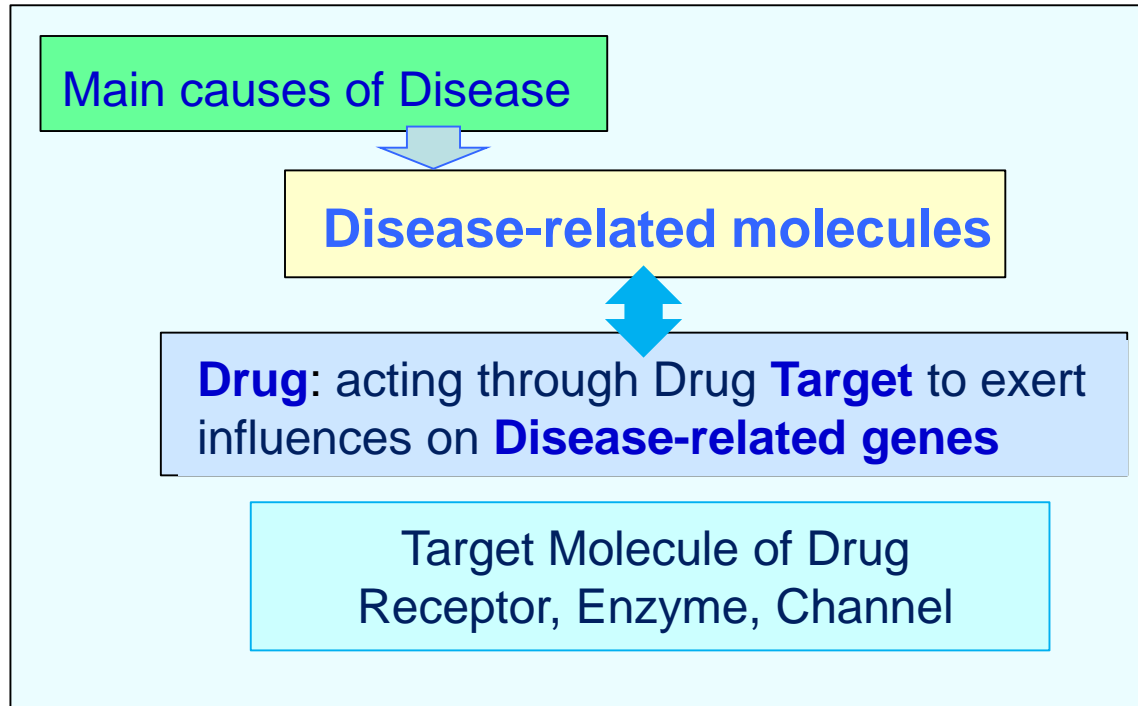 Main causes of Disease
Disease-related molecules
Drug: acting through Drug Target to exert
influences on Disease-related genes
Target Molecule of Drug
Receptor, Enzyme, Channel